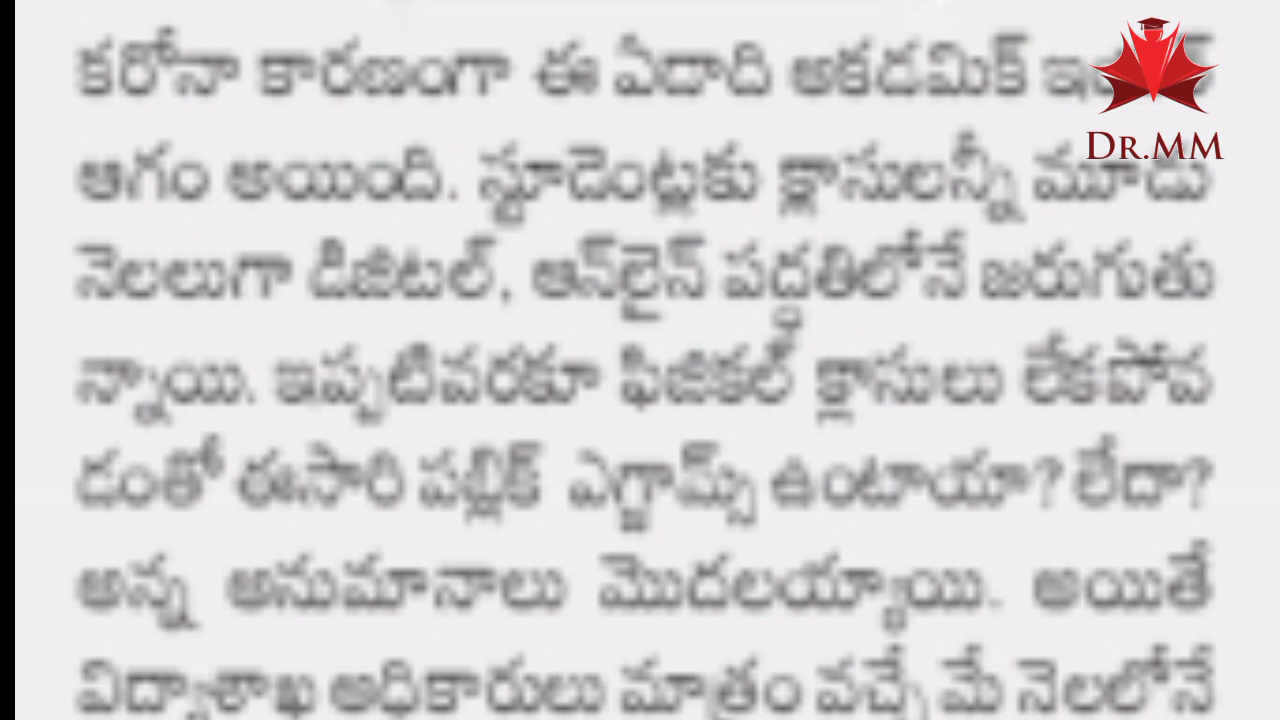 కరోనా కారణంగా ఈ ఏడాది అకడమిక్
DR.MM
ఆగం అయింది. స్టూడెంట్లకు క్లాసులన్నీ మూడు
నెలలుగా డిజిటల్, ఆన్‌లైన్ పద్ధతిలోనే జరుగుతు
న్నాయి. ఇప్పటివరకూ ఫిజికల్ క్లాసులు లేకపోవ
డంతో ఈసారి పబ్లిక్ ఎగ్జామ్స్ ఉంటాయా? లేదా?
అన్న అనుమానాలు మొదలయ్యాయి. అయితే
విద్యాశాఖ అధికారులు మాత్రం వచ్చే మే నెలలోనే